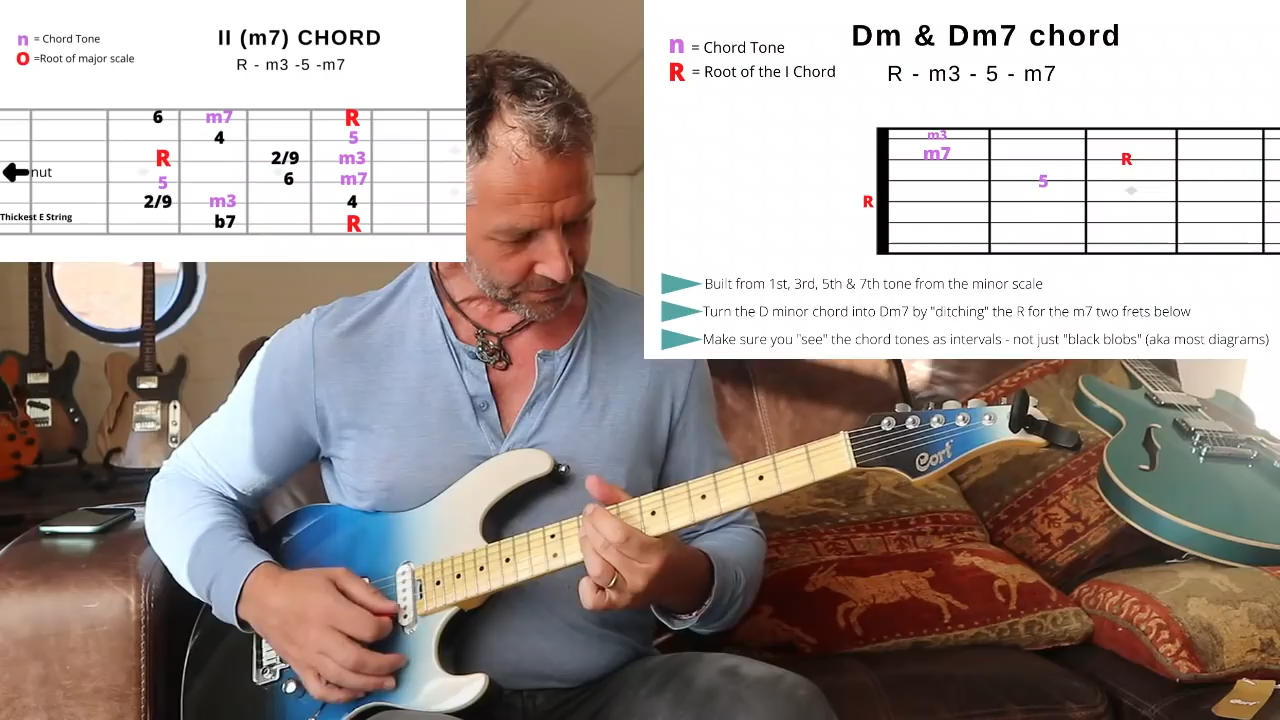 II (m7) CHORD
R - m3 -5 -m7
n = Chord Tone
O =Root of major scale
6 m7 R
4 5
R 2/9 m3
nut
5 6 m7
2/9 m3 4
Thickest E String
b7 R
Dm & Dm7 chord
R - m3 - 5 - m7
n = Chord Tone
R = Root of the I Chord
m3
m7 R
5
R
Built from 1st, 3rd, 5th & 7th tone from the minor scale
Turn the D minor chord into Dm7 by "ditching" the R for the m7 two frets below
Make sure you "see" the chord tones as intervals - not just "black blobs" (aka most diagrams)
Cort
Cort